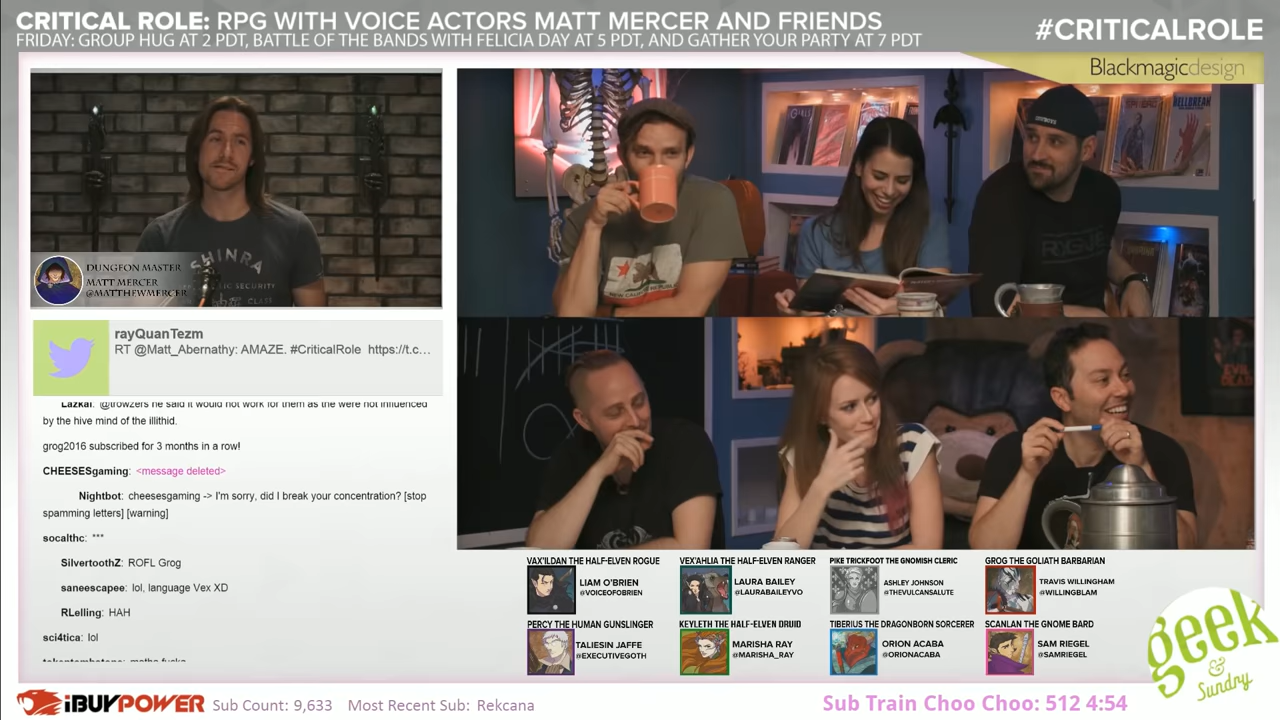 CRITICAL ROLE: RPG WITH VOICE ACTORS MATT MERCER AND FRIENDS
FRIDAY: GROUP HUG AT 2 PDT, BATTLE OF THE BANDS WITH FELICIA DAY AT 5 PDT, AND GATHER YOUR PARTY AT 7 PDT
#CRITICALROLE
Blackmagicdesign
SHINRA
DUNGEON MASTER
MATT MERCER
@MATTHEWMERCER
HELLBREAK
rayQuanTezm
RT @Matt_Abernathy: AMAZE. #CriticalRole https://t.c…
Lazkai: @trowzers he said it would not work for them as the were not influenced
by the hive mind of the illithid.
grog2016 subscribed for 3 months in a row!
CHEESESgaming: <message deleted>
Nightbot: cheesesgaming -> I'm sorry, did I break your concentration? [stop
spamming letters] [warning]
socalthc: ***
SilvertoothZ: ROFL Grog
saneescapee: lol, language Vex XD
RLelling: HAH
sci4tica: lol
VAX'ILDAN THE HALF-ELVEN ROGUE
LIAM O'BRIEN
@VOICEOFOBRIEN
VEX'AHLIA THE HALF-ELVEN RANGER
LAURA BAILEY
@LAURABAILEYVO
PIKE TRICKFOOT THE GNOMISH CLERIC
ASHLEY JOHNSON
@THEVULCANSALUTE
GROG THE GOLIATH BARBARIAN
TRAVIS WILLINGHAM
@WILLINGBLAM
PERCY THE HUMAN GUNSLINGER
TALIESIN JAFFE
@EXECUTIVEGOTH
KEYLETH THE HALF-ELVEN DRUID
MARISHA RAY
@MARISHA_RAY
TIBERIUS THE DRAGONBORN SORCERER
ORION ACABA
@ORIONACABA
SCANLAN THE GNOME BARD
SAM RIEGEL
@SAMRIEGEL
geek
&
Sundry
iBUYPOWER
Sub Count: 9,633 Most Recent Sub: Rekcana
Sub Train Choo Choo: 512 4:54